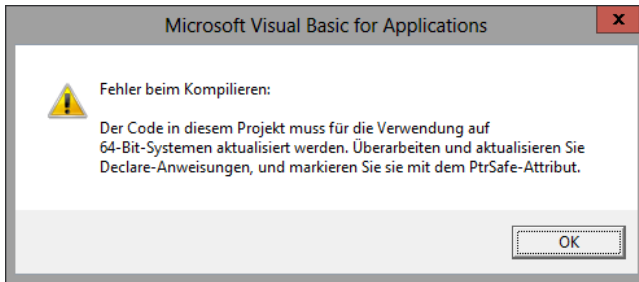 Microsoft Visual Basic for Applications
x
Fehler beim Kompilieren:
Der Code in diesem Projekt muss für die Verwendung auf
64-Bit-Systemen aktualisiert werden. Überarbeiten und aktualisieren Sie
Declare-Anweisungen, und markieren Sie sie mit dem PtrSafe-Attribut.
OK